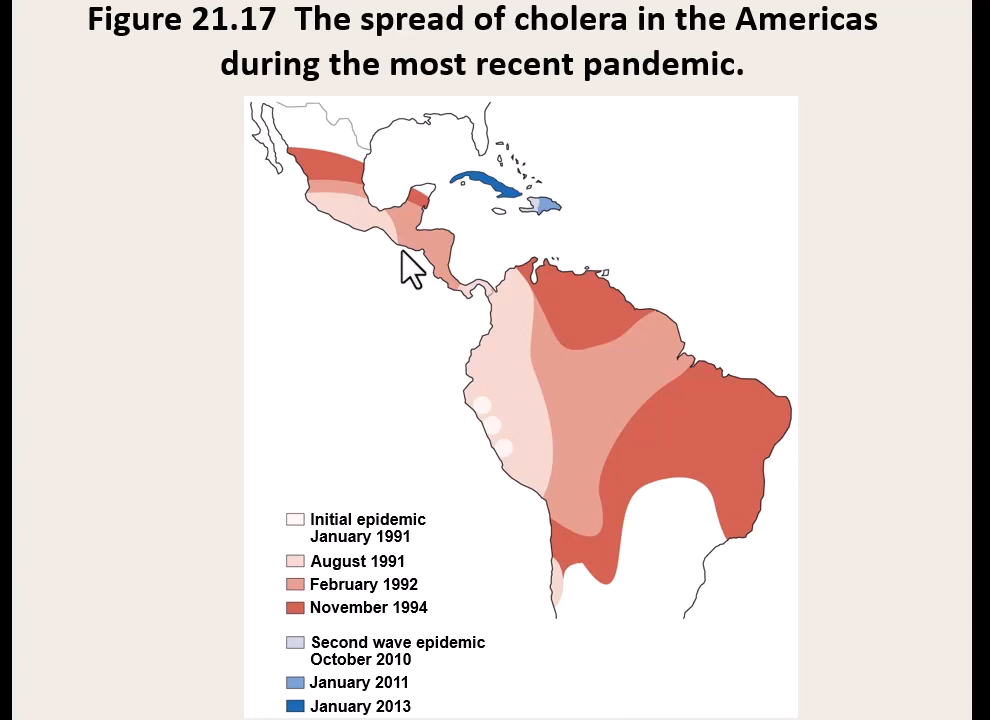 Figure 21.17 The spread of cholera in the Americas
during the most recent pandemic.
Initial epidemic
January 1991
August 1991
February 1992
November 1994
Second wave epidemic
October 2010
January 2011
January 2013